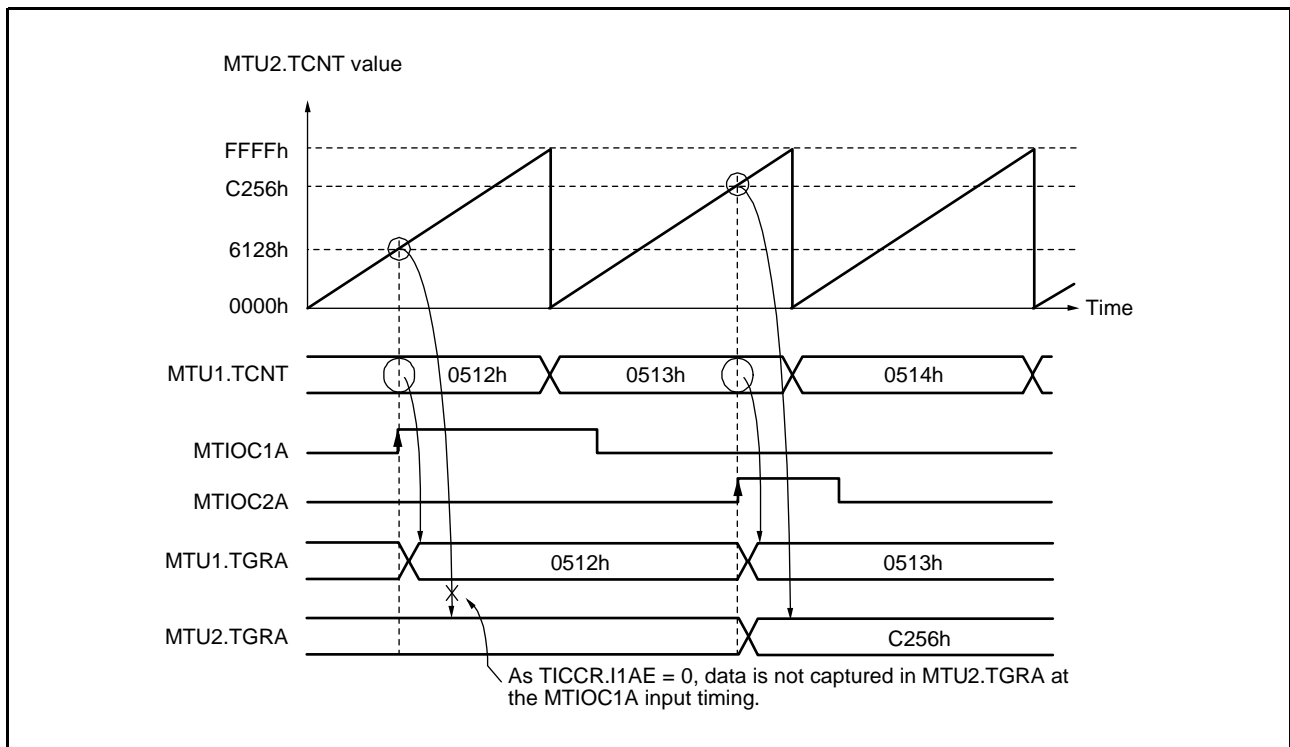 MTU2.TCNT value
FFFFh
C256h
6128h
0000h
Time
MTU1.TCNT
0512h
0513h
0514h
MTIOC1A
MTIOC2A
MTU1.TGRA
0512h
0513h
MTU2.TGRA
C256h
As TICCR.I1AE = 0, data is not captured in MTU2.TGRA at
the MTIOC1A input timing.